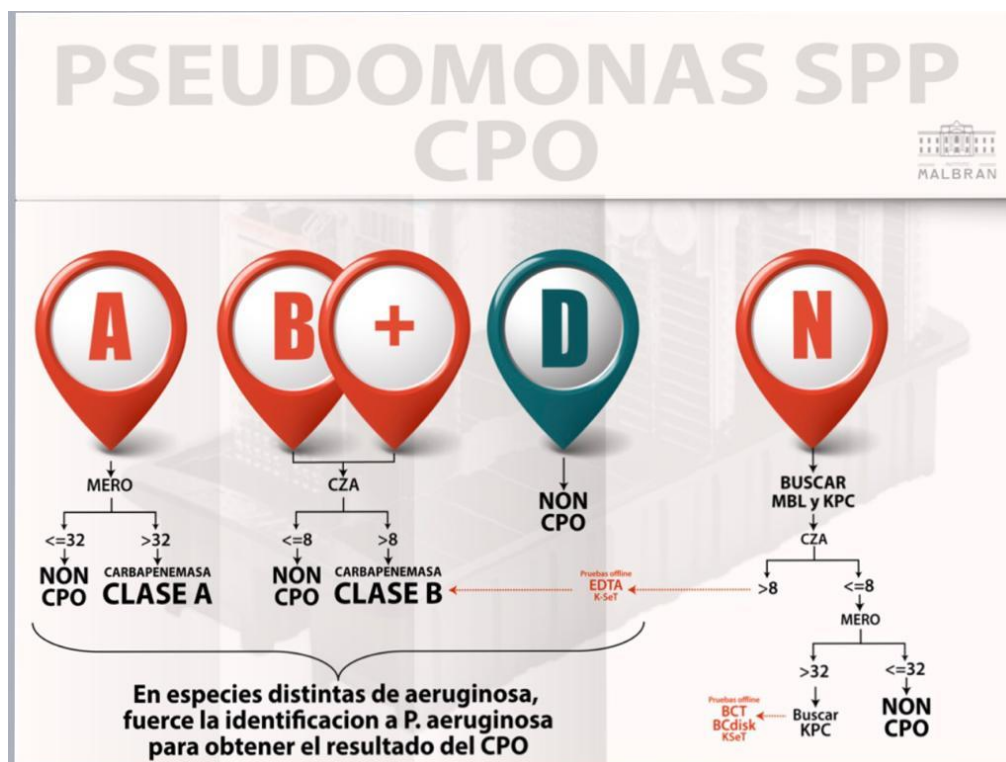 PSEUDOMONAS SPP
CPO
INSTITUTO
MALBRAN
A
B
+
D
N
MERO
<=32
>32
NON
CPO
CARBAPENEMASA
CLASE A
CZA
<=8
>8
NON
CPO
CARBAPENEMASA
CLASE B
NON
CPO
Pruebas offline
EDTA
K-SeT
BUSCAR
MBL y KPC
CZA
>8
<=8
MERO
>32
<=32
Pruebas offline
BCT
BCdisk
KSeT
Buscar
KPC
NON
CPO
En especies distintas de aeruginosa,
fuerce la identificacion a P. aeruginosa
para obtener el resultado del CPO